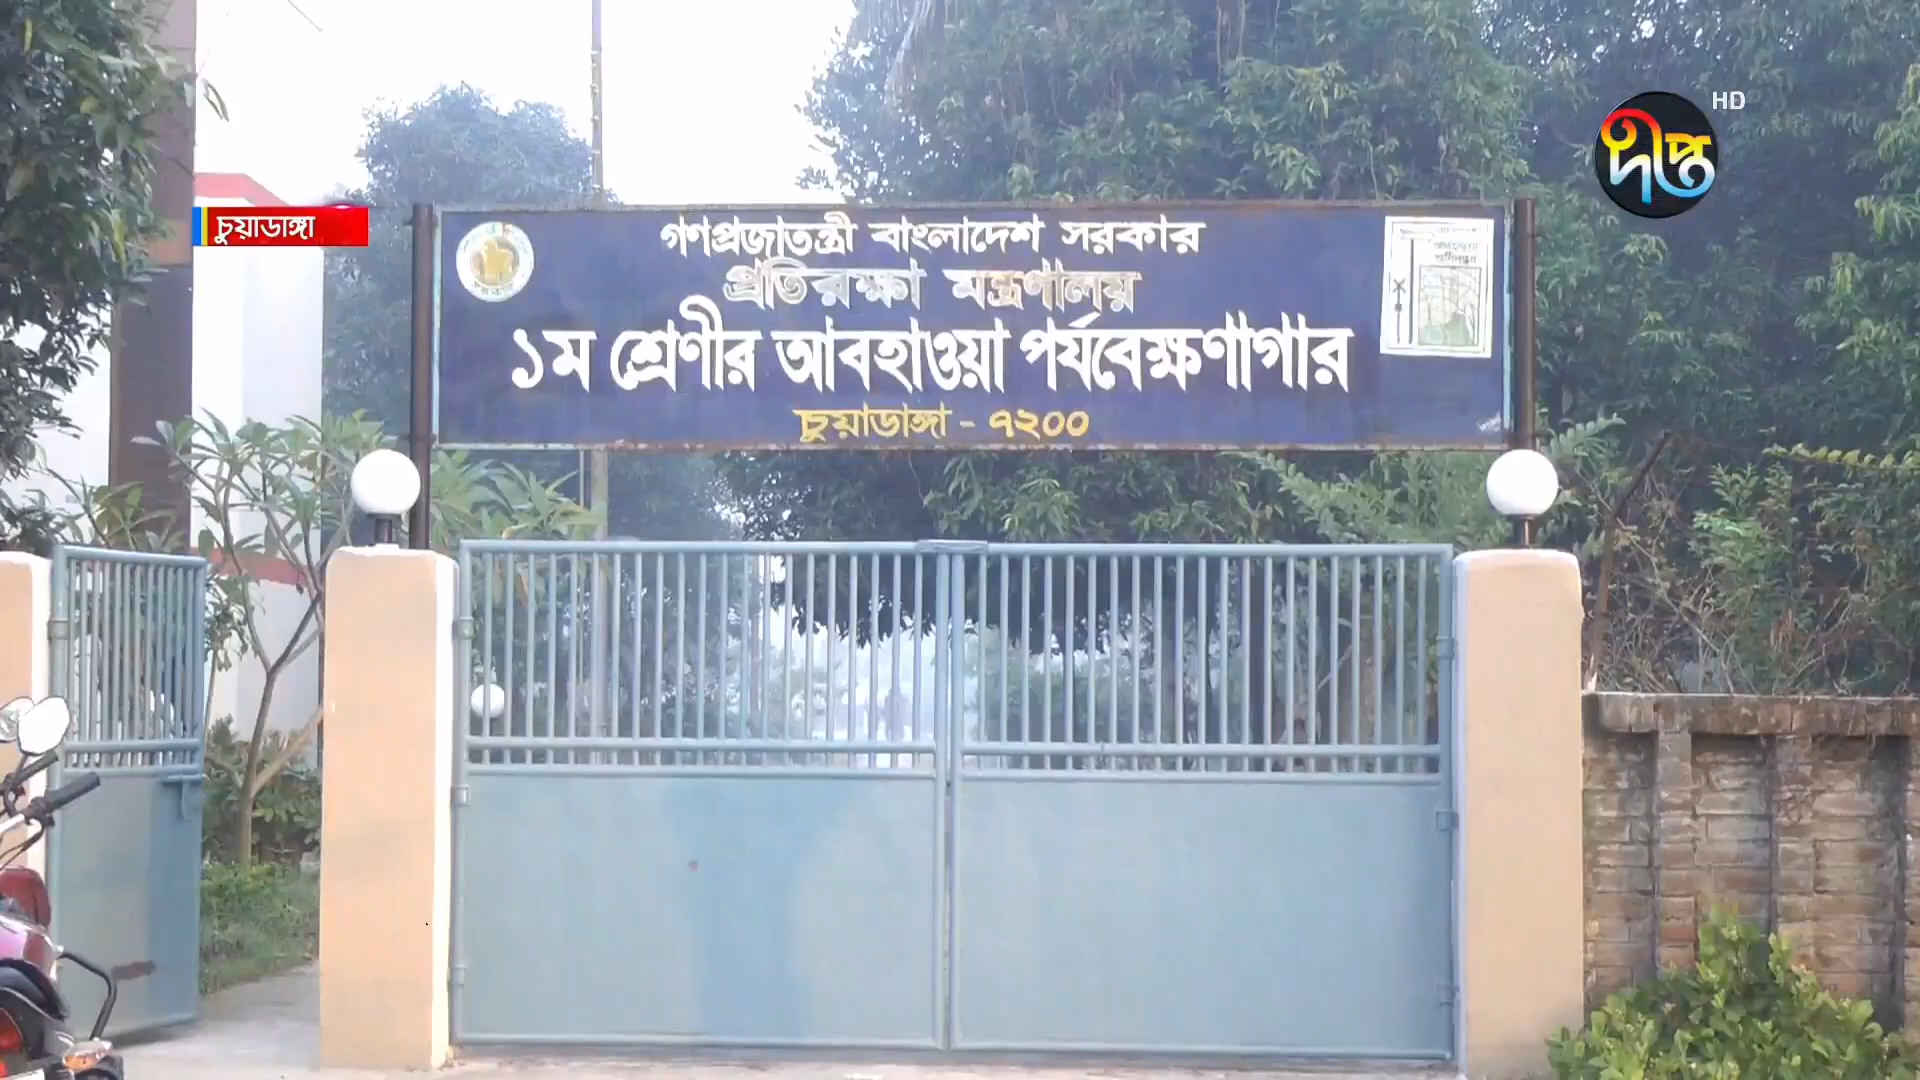 HD
দীপ্ত
চুয়াডাঙ্গা
গণপ্রজাতন্ত্রী বাংলাদেশ সরকার
প্রতিরক্ষা মন্ত্রণালয়
১ম শ্রেণীর আবহাওয়া পর্যবেক্ষণাগার
চুয়াডাঙ্গা - ৭২০০